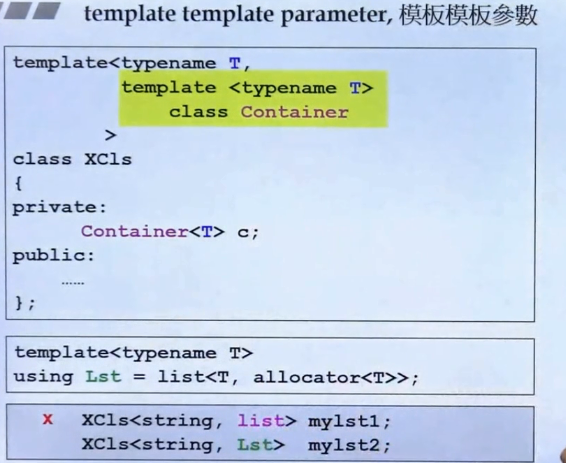 template template parameter, 模板模板參數
template<typename T,
template <typename T>
class Container
>
class XCls
{
private:
Container<T> c;
public:
......
};
template<typename T>
using Lst = list<T, allocator<T>>;
x XCls<string, list> mylst1;
XCls<string, Lst> mylst2;